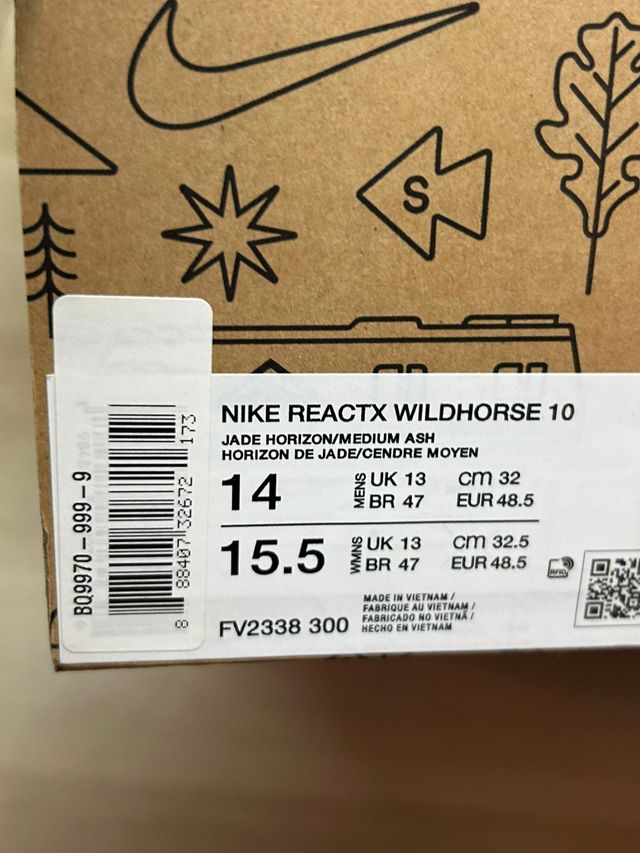 S
NIKE REACTX WILDHORSE 10
JADE HORIZON/MEDIUM ASH
HORIZON DE JADE/CENDRE MOYEN
14
MENS
UK 13
cm 32
BR 47
EUR 48.5
15.5
WMNS
UK 13
cm 32.5
BR 47
EUR 48.5
RFID
FV2338 300
MADE IN VIETNAM /
FABRIQUE AU VIETNAM /
FABRICADO NO VIETNÃ /
HECHO EN VIETNAM
BQ9970-999-9
8 88407 32672 173